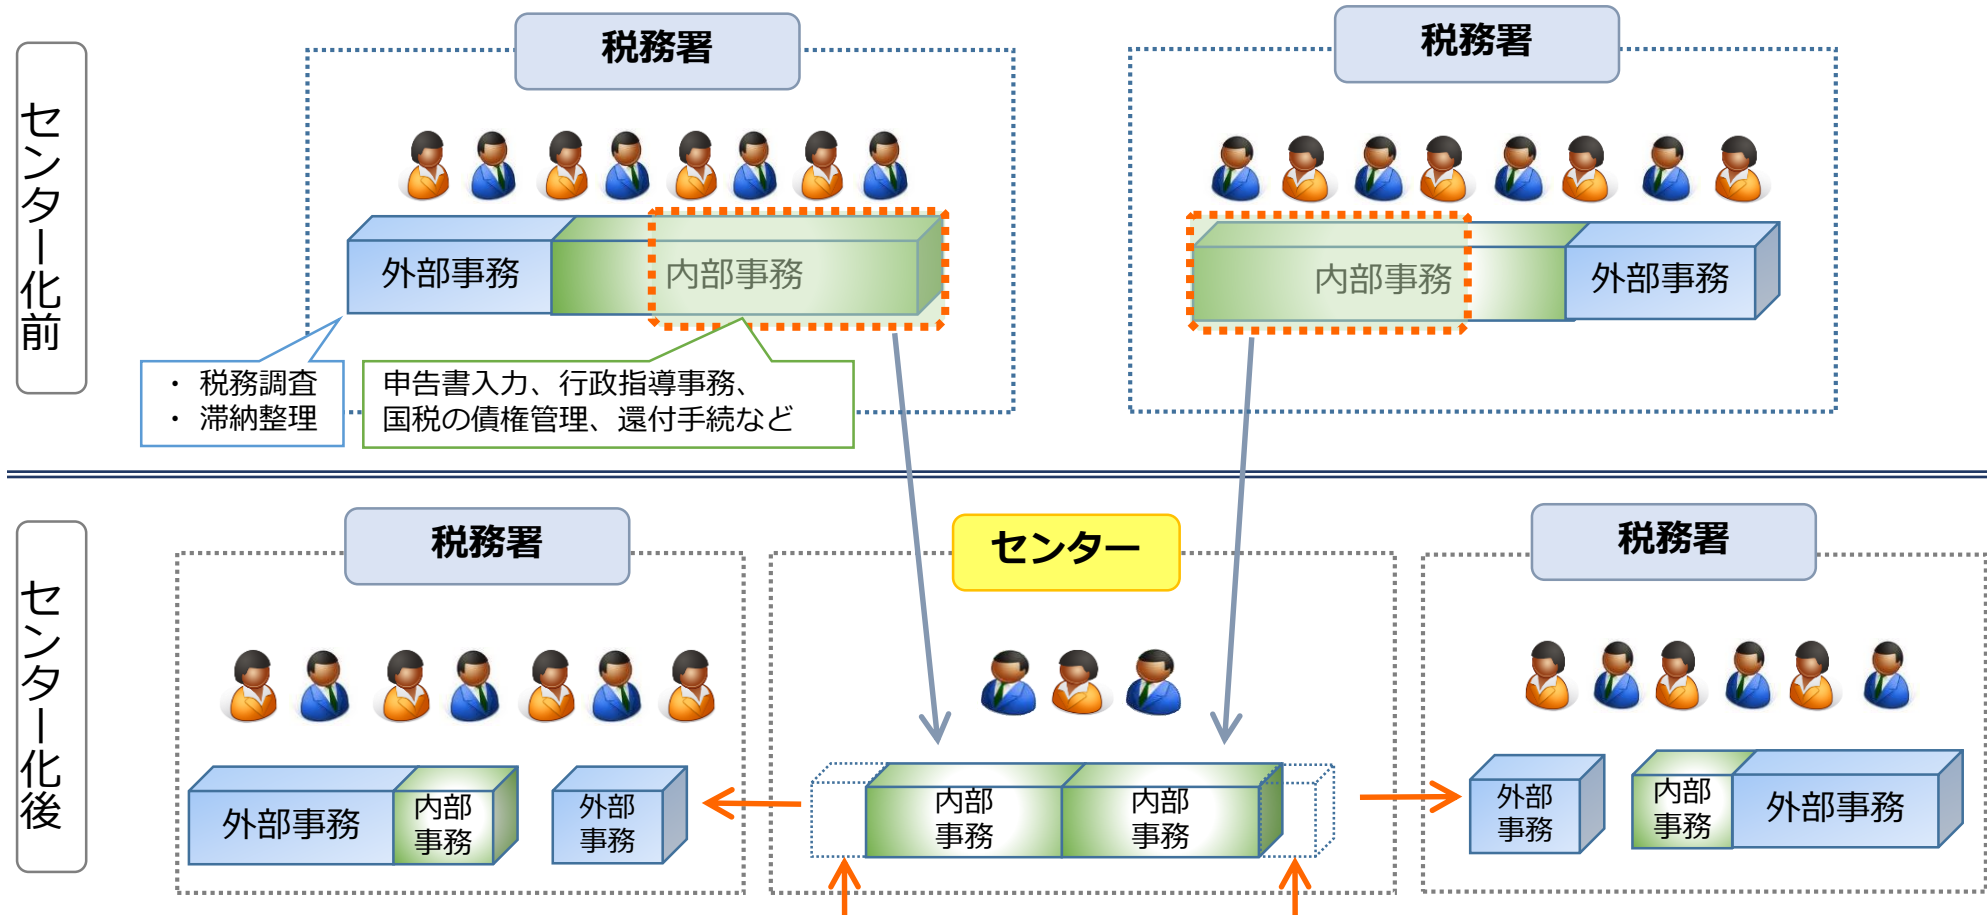 センター化前
税務署
税務署
外部事務
内部事務
内部事務
外部事務
・ 税務調査
・ 滞納整理
申告書入力、行政指導事務、
国税の債権管理、還付手続など
センター化後
税務署
センター
税務署
外部事務
内部
事務
外部
事務
内部
事務
内部
事務
外部
事務
内部
事務
外部事務